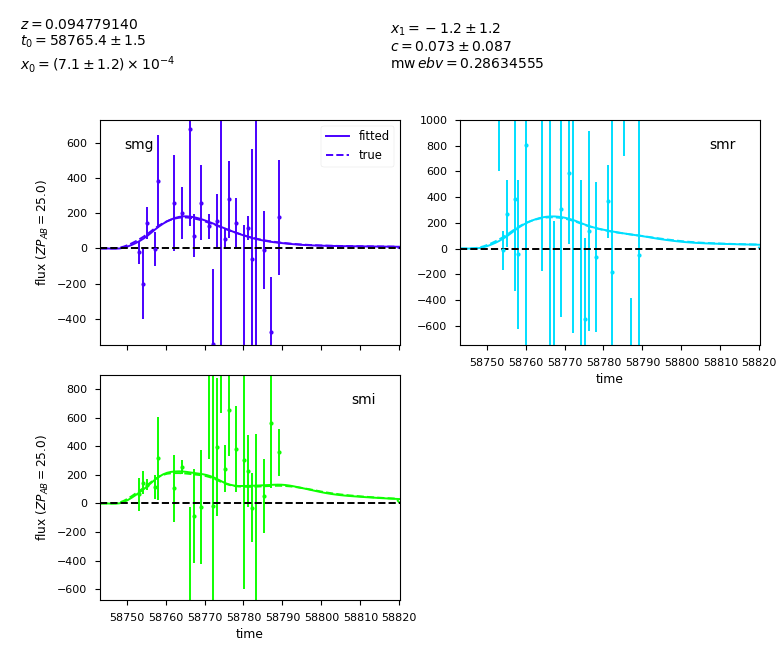 z = 0.094779140
t₀ = 58765.4 ± 1.5
x₀ = (7.1 ± 1.2) × 10⁻⁴
x₁ = −1.2 ± 1.2
c = 0.073 ± 0.087
mw ebv = 0.28634555
smg
fitted
true
600
400
200
0
−200
−400
flux (ZP_AB = 25.0)
smr
1000
800
600
400
200
0
−200
−400
−600
58750 58760 58770 58780 58790 58800 58810 58820
time
smi
800
600
400
200
0
−200
−400
−600
flux (ZP_AB = 25.0)
58750 58760 58770 58780 58790 58800 58810 58820
time